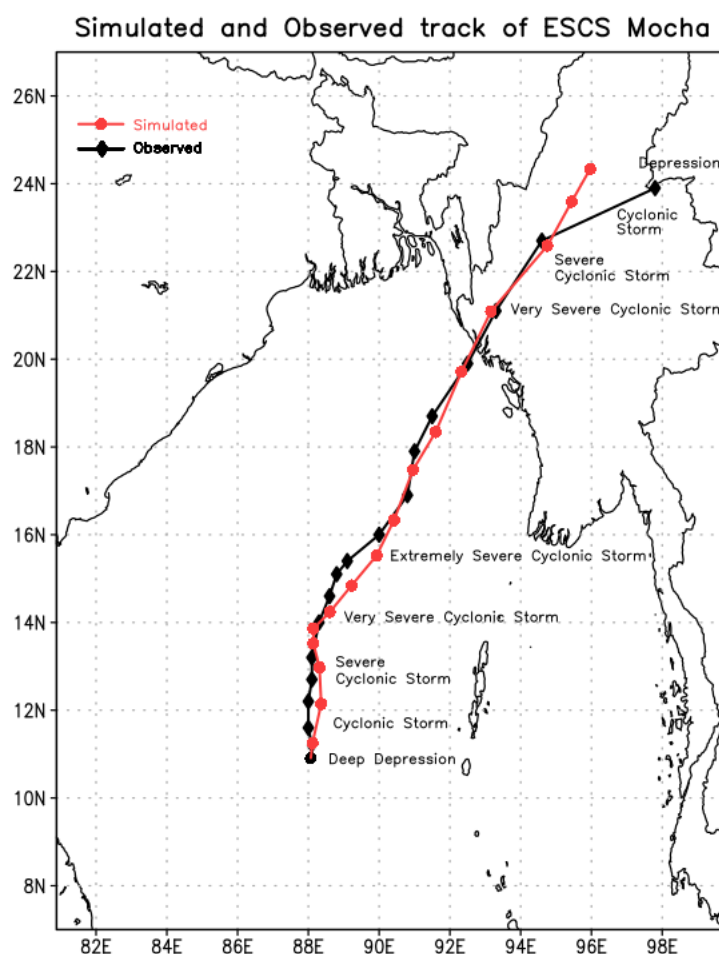 Simulated and Observed track of ESCS Mocha
26N
Simulated
Observed
Depression
24N
Cyclonic
Storm
22N
Severe
Cyclonic Storm
Very Severe Cyclonic Storm
20N
18N
16N
Extremely Severe Cyclonic Storm
14N
Very Severe Cyclonic Storm
Severe
Cyclonic Storm
12N
Cyclonic Storm
Deep Depression
10N
8N
82E 84E 86E 88E 90E 92E 94E 96E 98E